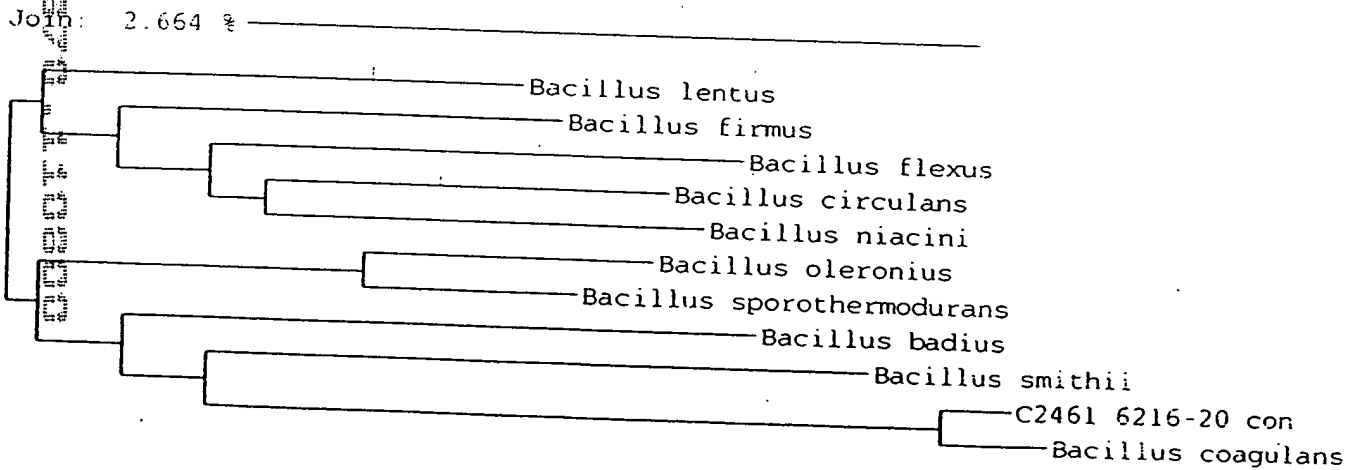 Join: 2.664 %
Bacillus lentus
Bacillus firmus
Bacillus flexus
Bacillus circulans
Bacillus niacini
Bacillus oleronius
Bacillus sporothermodurans
Bacillus badius
Bacillus smithii
C2461 6216-20 con
Bacillus coagulans